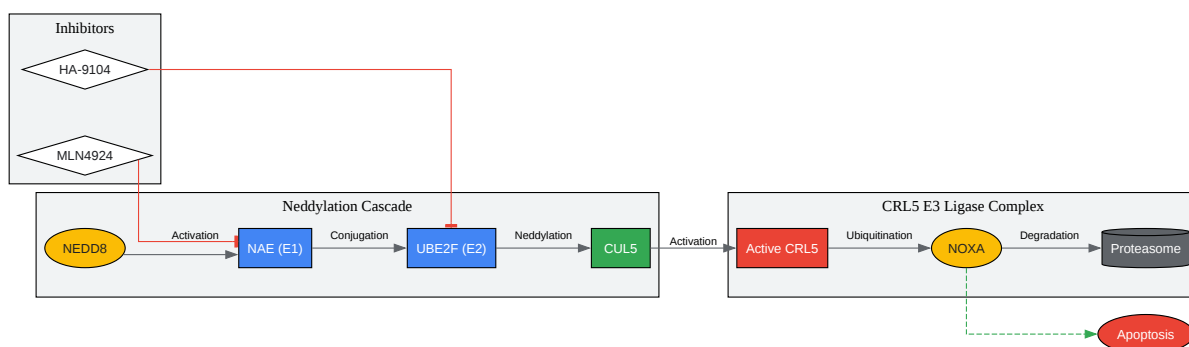 Inhibitors
HA-9104
MLN4924
Neddylation Cascade
NEDD8
Activation
NAE (E1)
Conjugation
UBE2F (E2)
Neddylation
CUL5
Activation
CRL5 E3 Ligase Complex
Active CRL5
Ubiquitination
NOXA
Degradation
Proteasome
Apoptosis